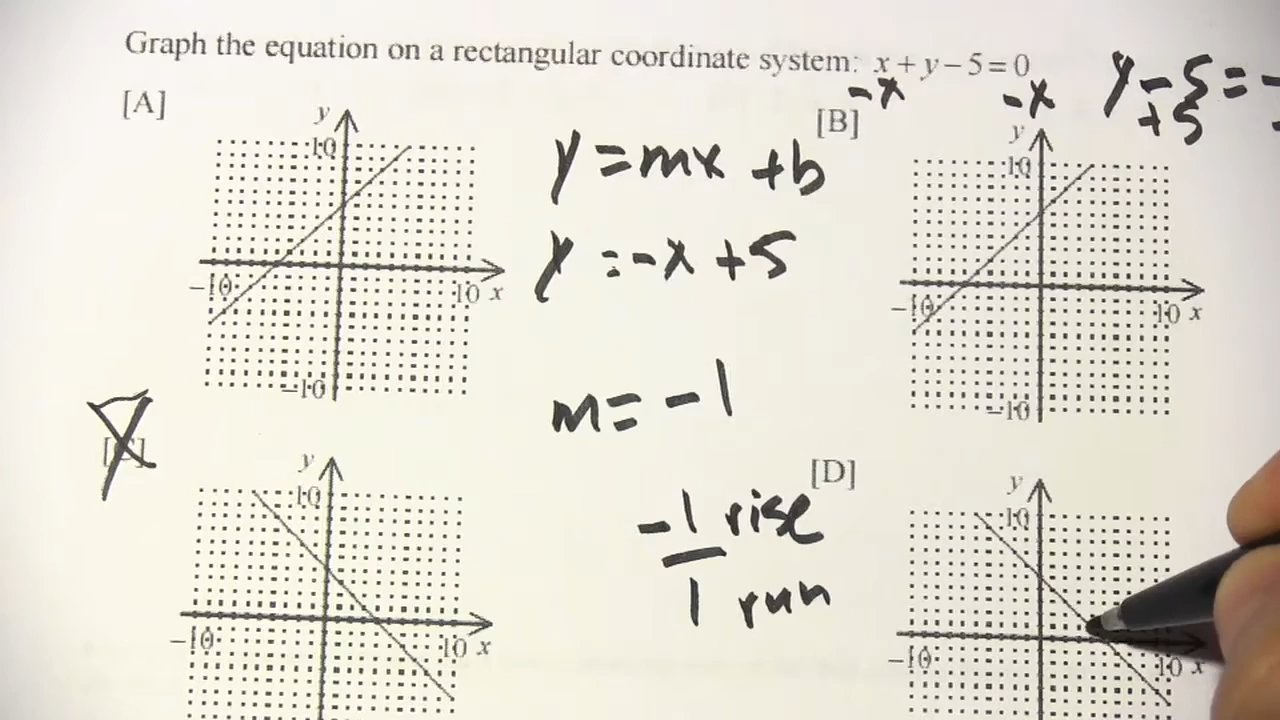 Graph the equation on a rectangular coordinate system: x + y − 5 = 0
-x -x
y - 5 = -
+5
[A]
y
10
-10
10 x
-10
y = mx + b
y = -x + 5
m = -1
-1 rise
1 run
[B]
y
10
-10
10 x
-10
y
10
-10
10 x
[D]
y
10
-10
10 x